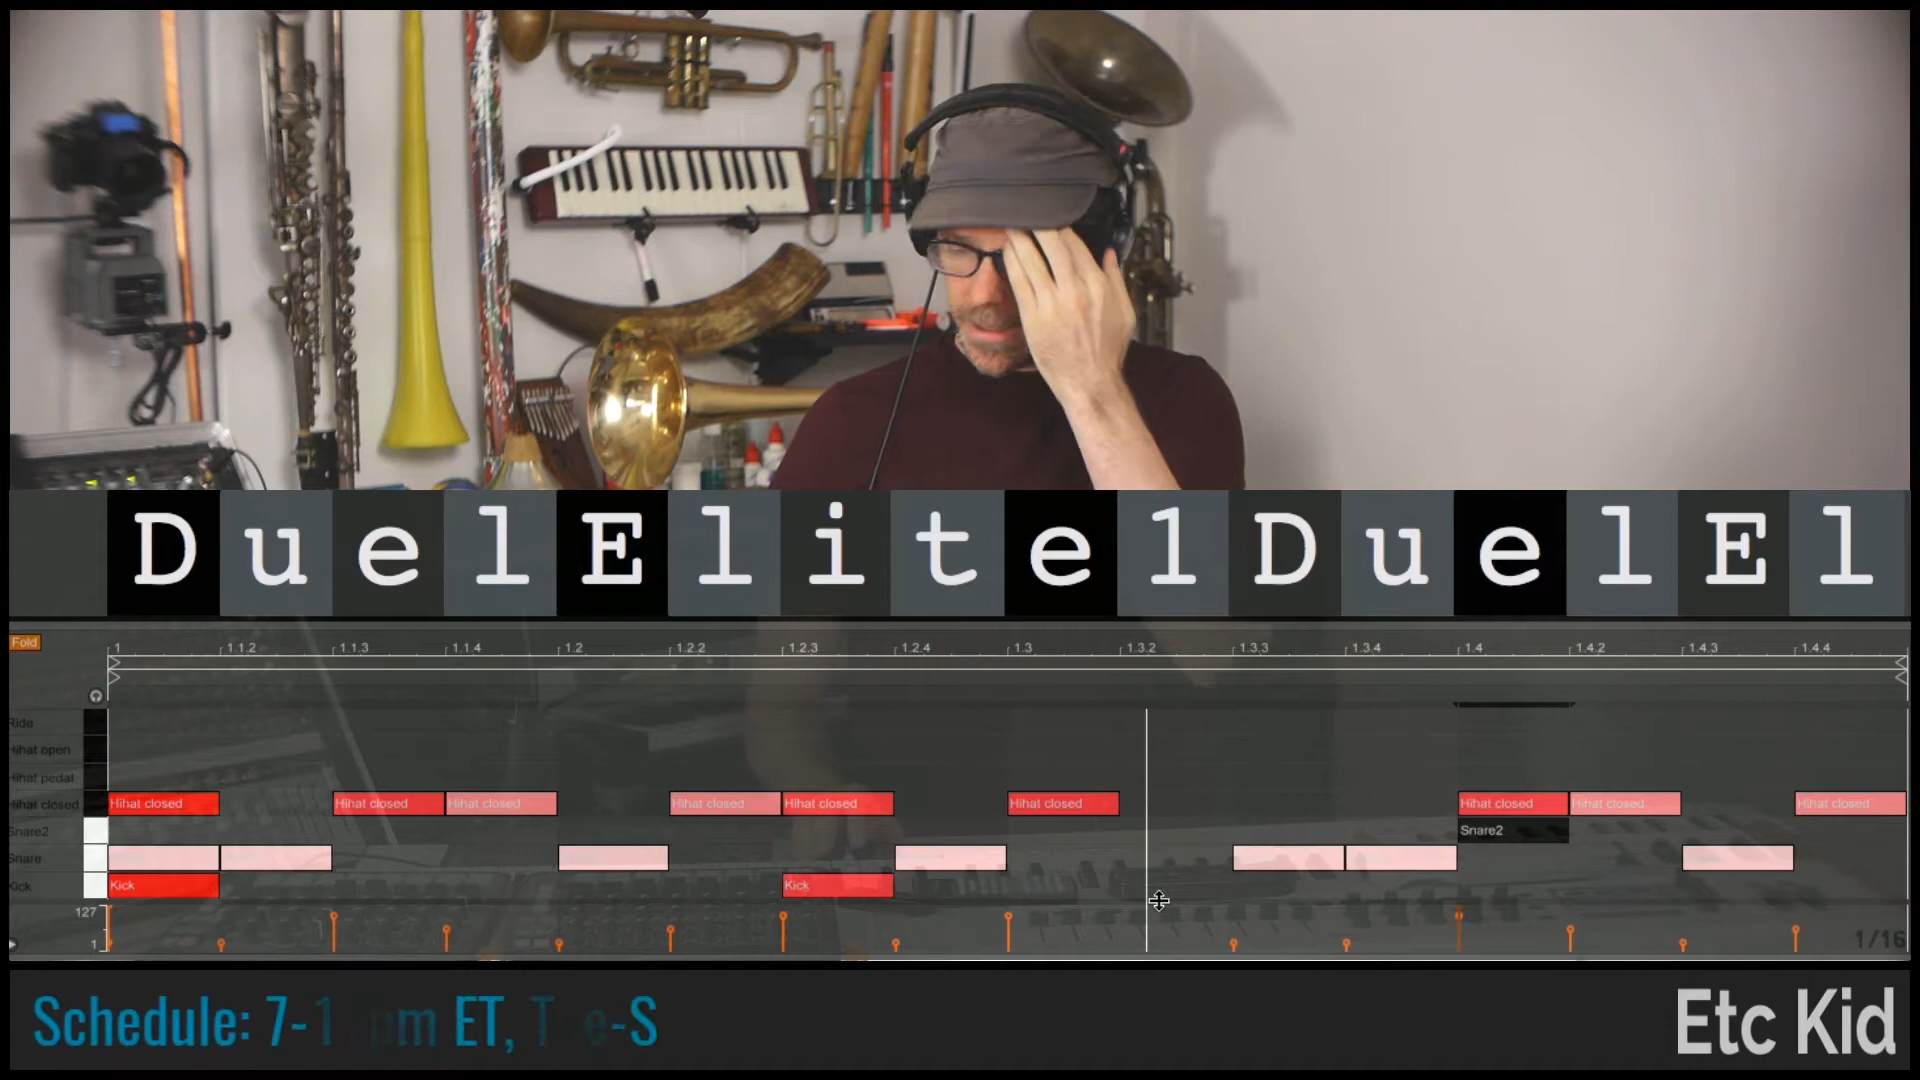 D u e l E l i t e 1 D u e l E l
Fold
1 1.1.2 1.1.3 1.1.4 1.2 1.2.2 1.2.3 1.2.4 1.3 1.3.2 1.3.3 1.3.4 1.4 1.4.2 1.4.3 1.4.4
Ride
Hihat open
Hihat pedal
Hihat closed Hihat closed Hihat closed Hihat closed Hihat closed Hihat closed Hihat closed Hihat closed Hihat closed Hihat closed
Snare2 Snare2
Snare
Kick Kick Kick
127
1 1/16
Schedule: 7-1 pm ET, T e-S
Etc Kid